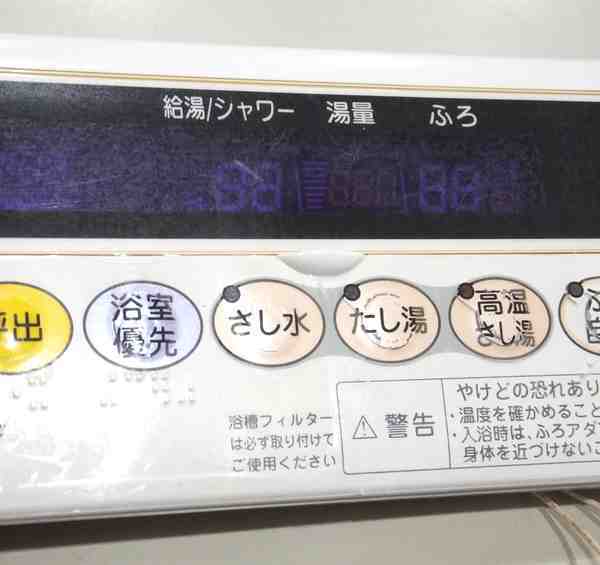 給湯/シャワー 湯量 ふろ
呼出 浴室優先 さし水 たし湯 高温さし湯
浴槽フィルター
は必ず取り付けて
ご使用ください
警告
やけどの恐れあり
・温度を確かめること
・入浴時は、ふろアダ
身体を近づけないこ